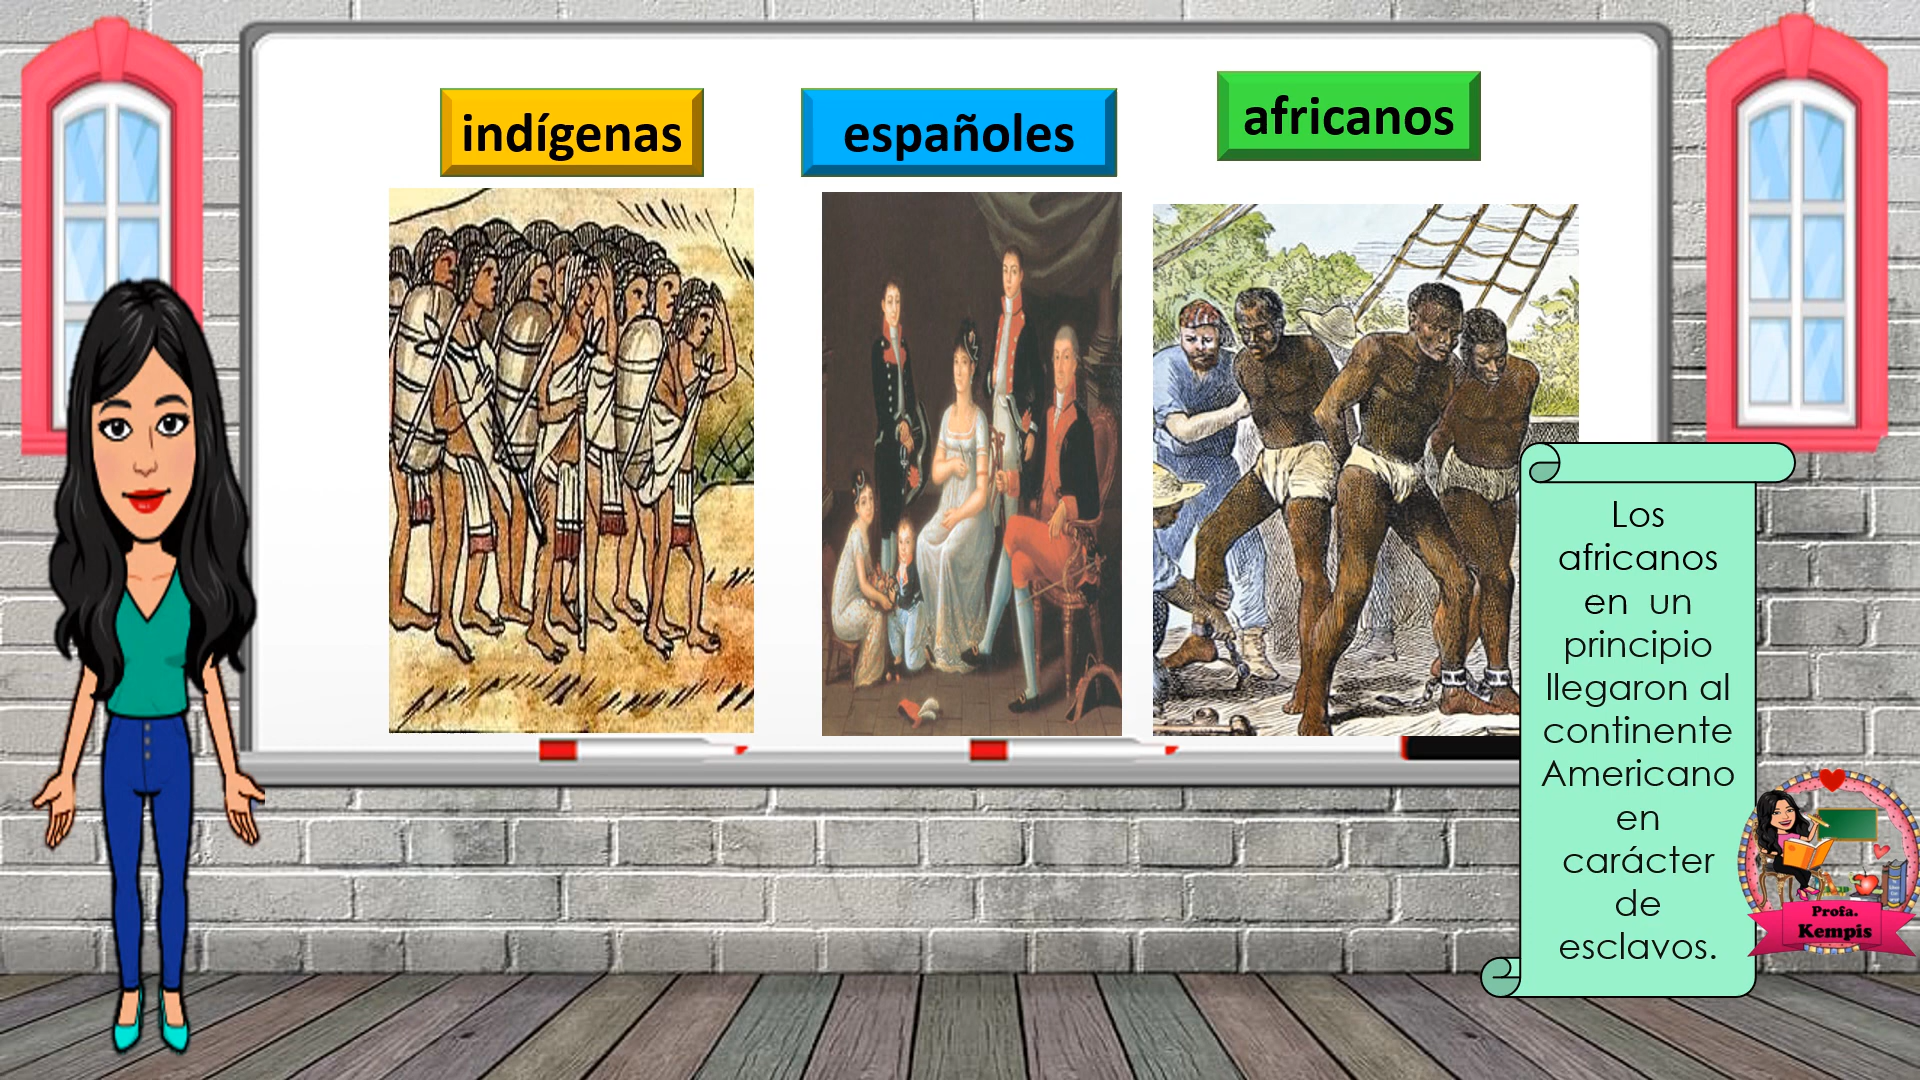 indígenas
españoles
africanos
Los
africanos
en un
principio
llegaron al
continente
Americano
en
carácter
de
esclavos.
Profa.
Kempis